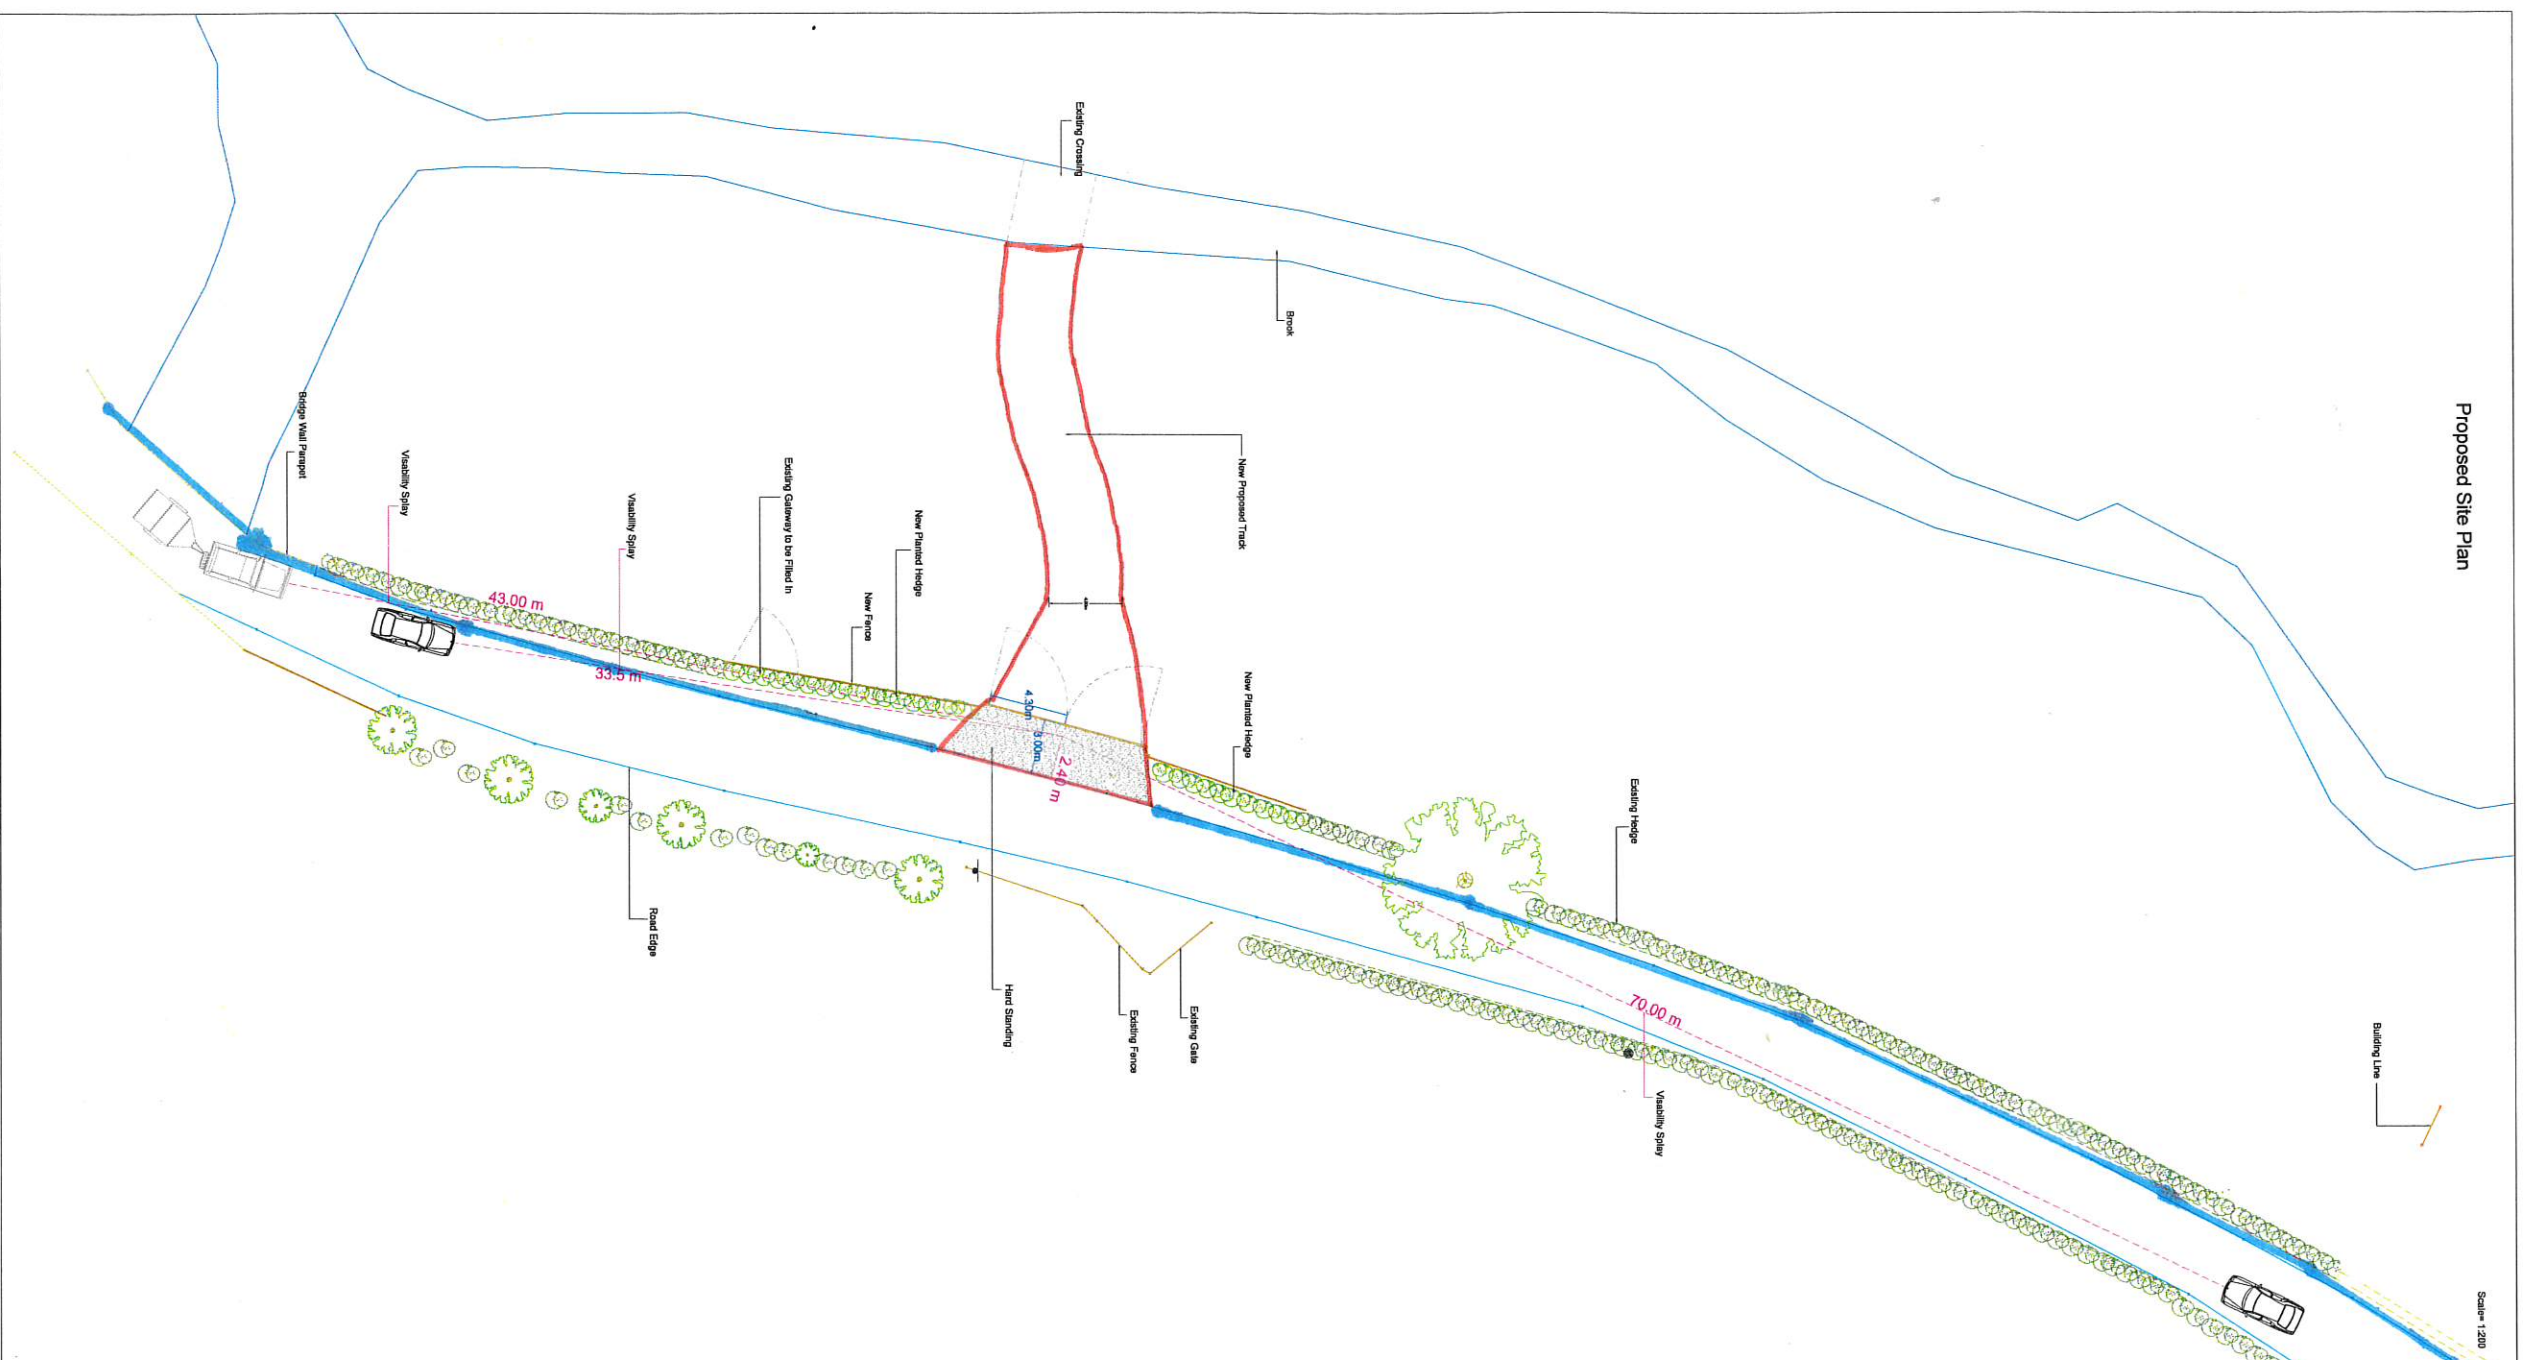 Proposed Site Plan
Scale= 1:200
Existing Crossing
Brook
New Proposed Track
Bridge Wall Parapet
Visability Splay
Visability Splay
Existing Gateway to be Filled In
New Planted Hedge
New Fence
New Planted Hedge
Existing Hedge
43.00 m
33.5 m
4.30m
2.40 m
70.00 m
Road Edge
Hard Standing
Existing Fence
Existing Gate
Visability Splay
Building Line